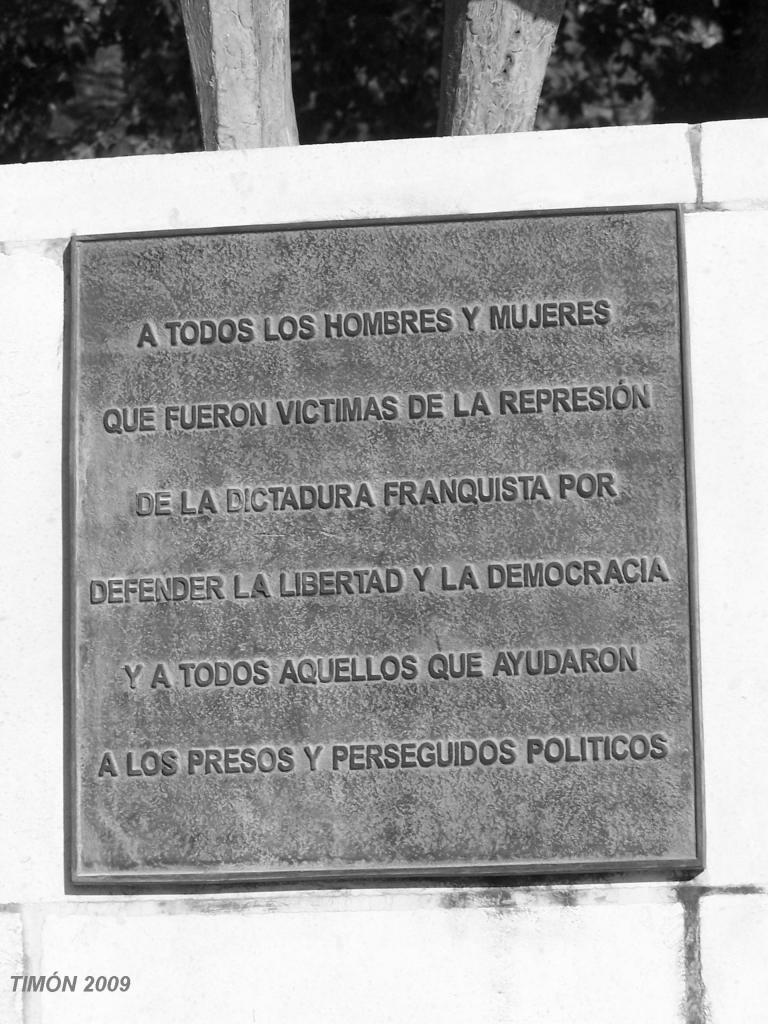 A TODOS LOS HOMBRES Y MUJERES
QUE FUERON VICTIMAS DE LA REPRESIÓN
DE LA DICTADURA FRANQUISTA POR
DEFENDER LA LIBERTAD Y LA DEMOCRACIA
Y A TODOS AQUELLOS QUE AYUDARON
A LOS PRESOS Y PERSEGUIDOS POLITICOS
TIMÓN 2009